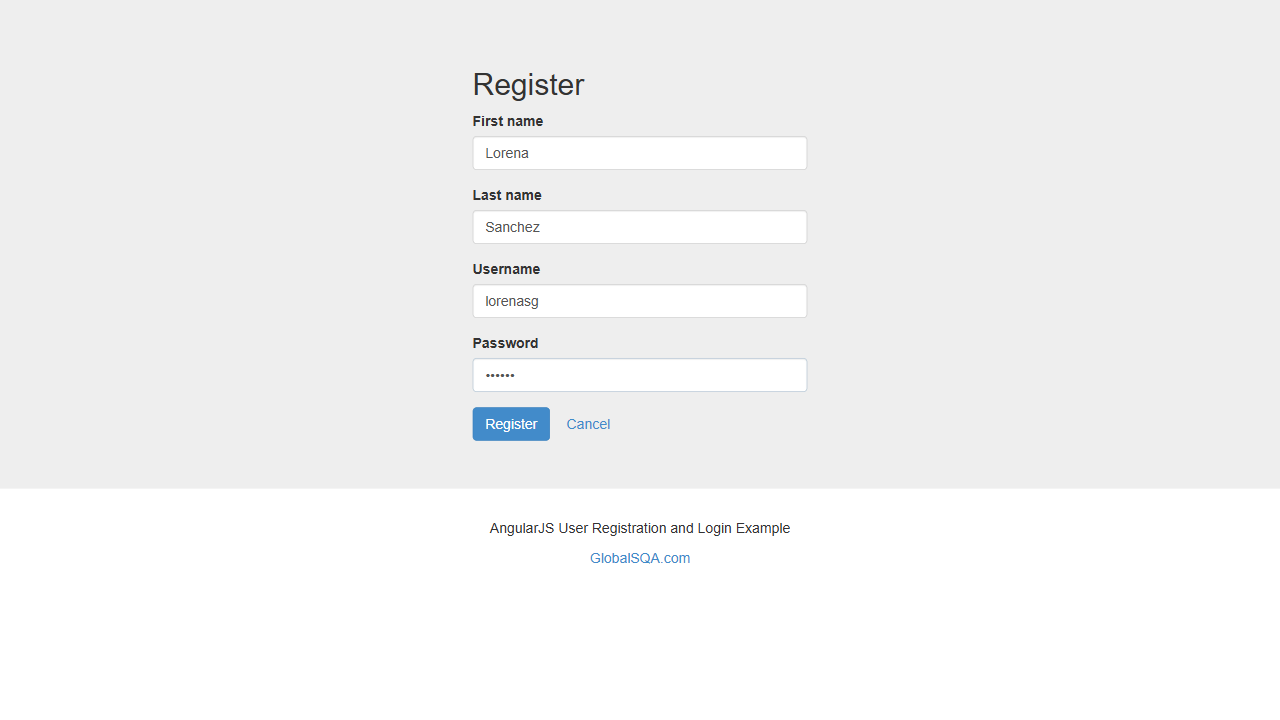 Register
First name
Lorena
Last name
Sanchez
Username
lorenasg
Password
••••••
Register Cancel
AngularJS User Registration and Login Example
GlobalSQA.com